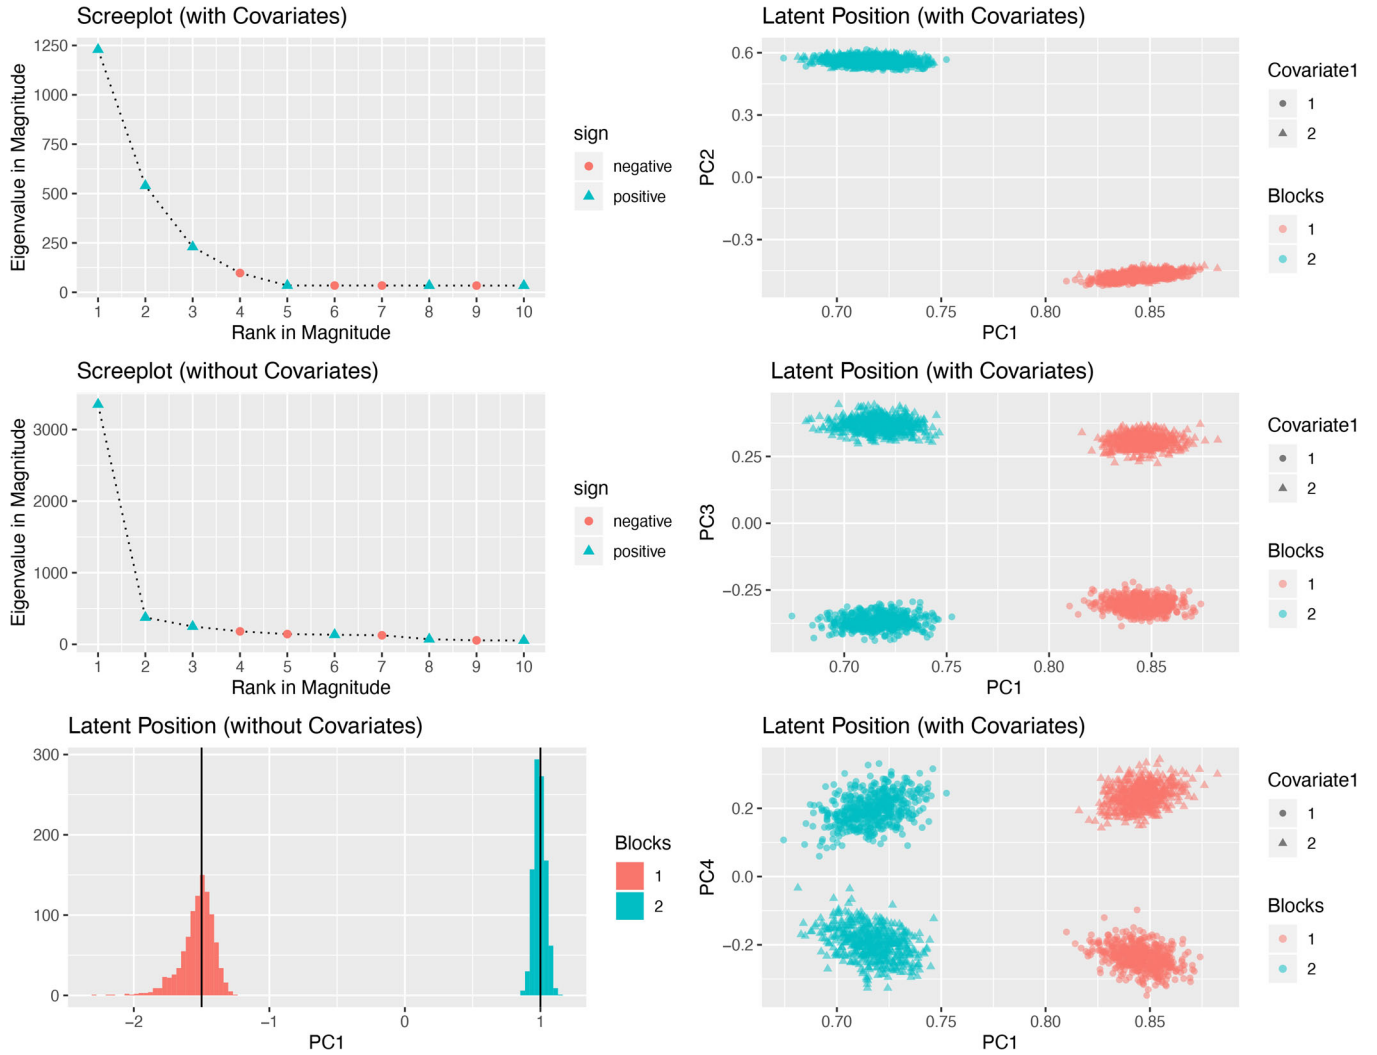 Screeplot (with Covariates)
Eigenvalue in Magnitude
1250
1000
750
500
250
0
1 2 3 4 5 6 7 8 9 10
Rank in Magnitude
sign
negative
positive
Latent Position (with Covariates)
PC2
0.6
0.3
0.0
−0.3
0.70 0.75 0.80 0.85
PC1
Covariate1
1
2
Blocks
1
2
Screeplot (without Covariates)
Eigenvalue in Magnitude
3000
2000
1000
0
1 2 3 4 5 6 7 8 9 10
Rank in Magnitude
sign
negative
positive
Latent Position (with Covariates)
PC3
0.25
0.00
−0.25
0.70 0.75 0.80 0.85
PC1
Covariate1
1
2
Blocks
1
2
Latent Position (without Covariates)
300
200
100
0
−2 −1 0 1
PC1
Blocks
1
2
Latent Position (with Covariates)
PC4
0.2
0.0
−0.2
0.70 0.75 0.80 0.85
PC1
Covariate1
1
2
Blocks
1
2